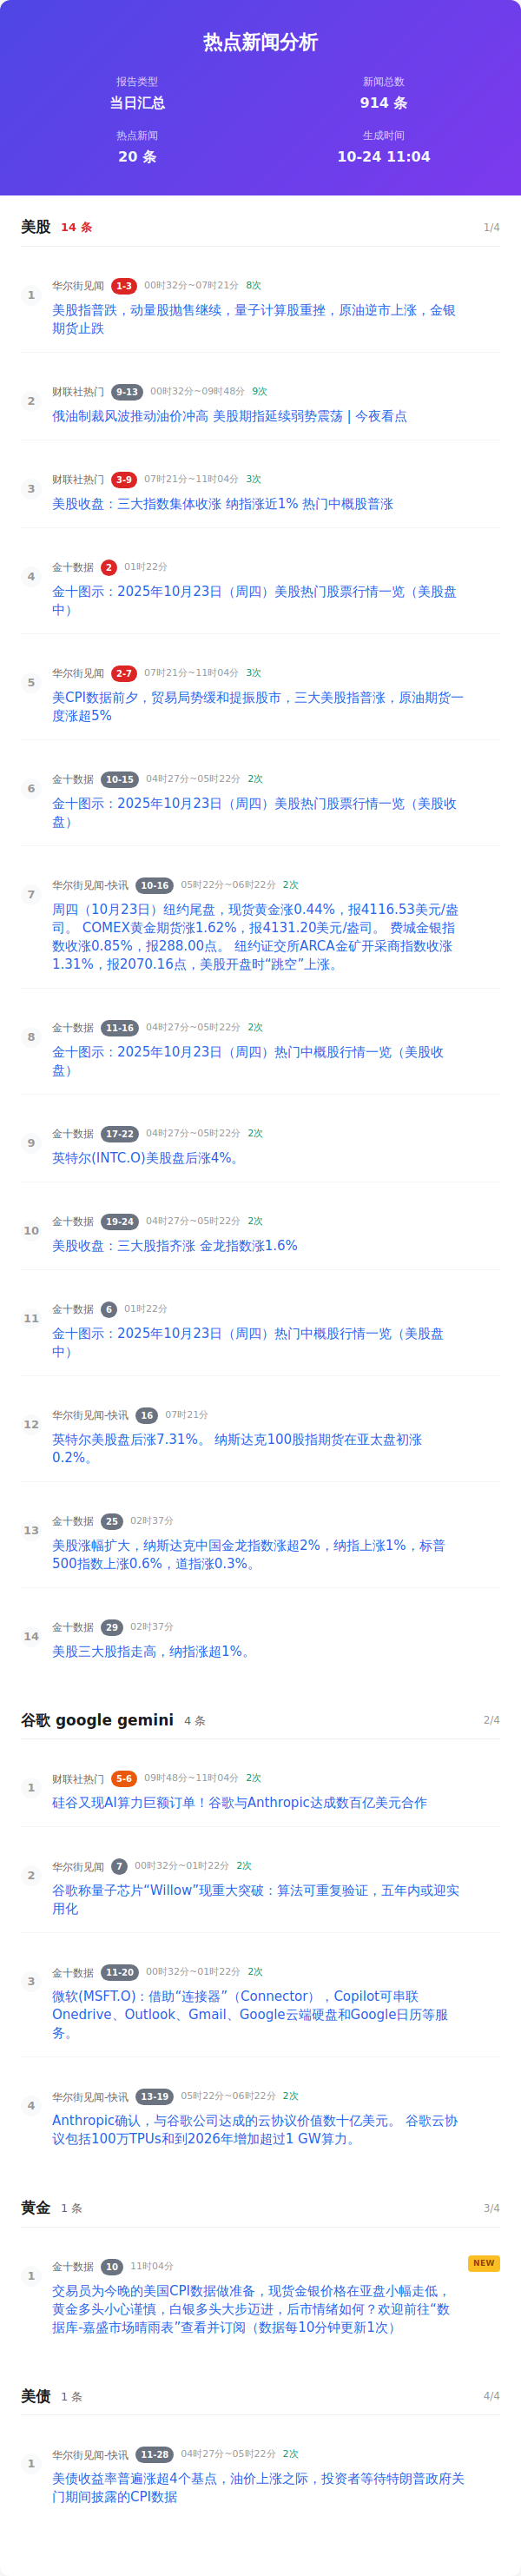 热点新闻分析
报告类型
新闻总数
当日汇总
914 条
热点新闻
生成时间
20 条
10-24 11:04
美股 14 条 1/4
1
华尔街见闻 1-3 00时32分~07时21分 8次
美股指普跌，动量股抛售继续，量子计算股重挫，原油逆市上涨，金银
期货止跌
2
财联社热门 9-13 00时32分~09时48分 9次
俄油制裁风波推动油价冲高 美股期指延续弱势震荡 | 今夜看点
3
财联社热门 3-9 07时21分~11时04分 3次
美股收盘：三大指数集体收涨 纳指涨近1% 热门中概股普涨
4
金十数据 2 01时22分
金十图示：2025年10月23日（周四）美股热门股票行情一览（美股盘
中）
5
华尔街见闻 2-7 07时21分~11时04分 3次
美CPI数据前夕，贸易局势缓和提振股市，三大美股指普涨，原油期货一
度涨超5%
6
金十数据 10-15 04时27分~05时22分 2次
金十图示：2025年10月23日（周四）美股热门股票行情一览（美股收
盘）
7
华尔街见闻-快讯 10-16 05时22分~06时22分 2次
周四（10月23日）纽约尾盘，现货黄金涨0.44%，报4116.53美元/盎
司。 COMEX黄金期货涨1.62%，报4131.20美元/盎司。 费城金银指
数收涨0.85%，报288.00点。 纽约证交所ARCA金矿开采商指数收涨
1.31%，报2070.16点，美股开盘时“跳空”上涨。
8
金十数据 11-16 04时27分~05时22分 2次
金十图示：2025年10月23日（周四）热门中概股行情一览（美股收
盘）
9
金十数据 17-22 04时27分~05时22分 2次
英特尔(INTC.O)美股盘后涨4%。
10
金十数据 19-24 04时27分~05时22分 2次
美股收盘：三大股指齐涨 金龙指数涨1.6%
11
金十数据 6 01时22分
金十图示：2025年10月23日（周四）热门中概股行情一览（美股盘
中）
12
华尔街见闻-快讯 16 07时21分
英特尔美股盘后涨7.31%。 纳斯达克100股指期货在亚太盘初涨
0.2%。
13
金十数据 25 02时37分
美股涨幅扩大，纳斯达克中国金龙指数涨超2%，纳指上涨1%，标普
500指数上涨0.6%，道指涨0.3%。
14
金十数据 29 02时37分
美股三大股指走高，纳指涨超1%。
谷歌 google gemini 4 条 2/4
1
财联社热门 5-6 09时48分~11时04分 2次
硅谷又现AI算力巨额订单！谷歌与Anthropic达成数百亿美元合作
2
华尔街见闻 7 00时32分~01时22分 2次
谷歌称量子芯片“Willow”现重大突破：算法可重复验证，五年内或迎实
用化
3
金十数据 11-20 00时32分~01时22分 2次
微软(MSFT.O)：借助“连接器”（Connector），Copilot可串联
Onedrive、Outlook、Gmail、Google云端硬盘和Google日历等服
务。
4
华尔街见闻-快讯 13-19 05时22分~06时22分 2次
Anthropic确认，与谷歌公司达成的云协议价值数十亿美元。 谷歌云协
议包括100万TPUs和到2026年增加超过1 GW算力。
黄金 1 条 3/4
1
金十数据 10 11时04分 NEW
交易员为今晚的美国CPI数据做准备，现货金银价格在亚盘小幅走低，
黄金多头小心谨慎，白银多头大步迈进，后市情绪如何？欢迎前往“数
据库-嘉盛市场晴雨表”查看并订阅（数据每10分钟更新1次）
美债 1 条 4/4
1
华尔街见闻-快讯 11-28 04时27分~05时22分 2次
美债收益率普遍涨超4个基点，油价上涨之际，投资者等待特朗普政府关
门期间披露的CPI数据